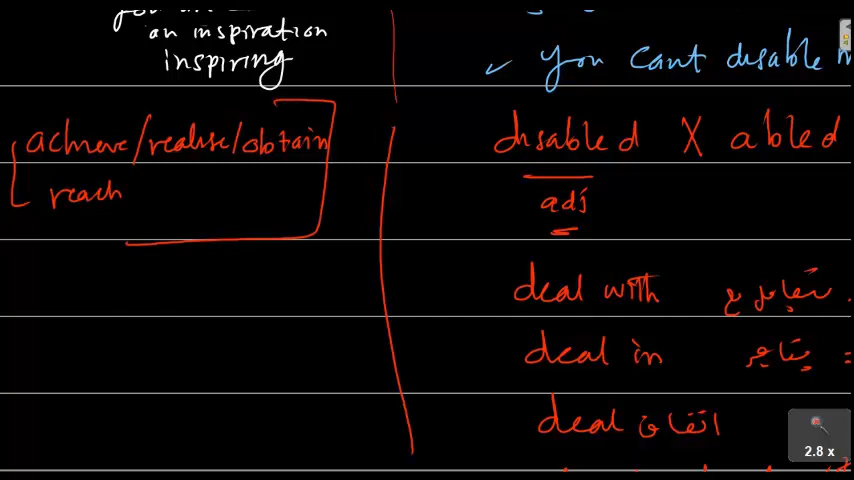 an inspiration
inspiring
achieve/realise/obtain
reach
✓ you cant disable
disabled X abled
adj
deal with يتعامل مع
deal in يتاجر =
deal اتفاق
2.8 x